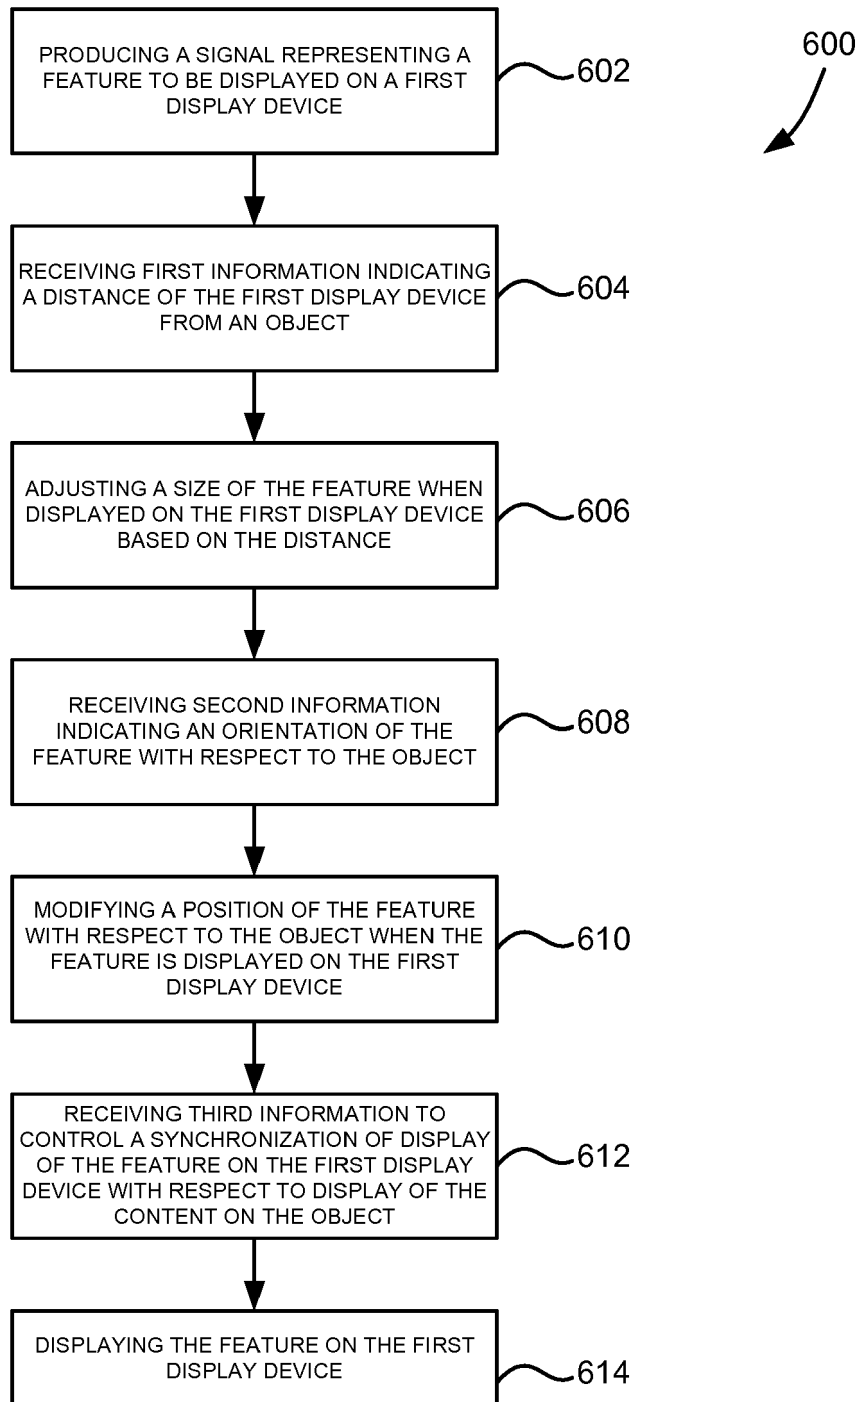 PRODUCING A SIGNAL REPRESENTING A
FEATURE TO BE DISPLAYED ON A FIRST
DISPLAY DEVICE
602
600
RECEIVING FIRST INFORMATION INDICATING
A DISTANCE OF THE FIRST DISPLAY DEVICE
FROM AN OBJECT
604
ADJUSTING A SIZE OF THE FEATURE WHEN
DISPLAYED ON THE FIRST DISPLAY DEVICE
BASED ON THE DISTANCE
606
RECEIVING SECOND INFORMATION
INDICATING AN ORIENTATION OF THE
FEATURE WITH RESPECT TO THE OBJECT
608
MODIFYING A POSITION OF THE FEATURE
WITH RESPECT TO THE OBJECT WHEN THE
FEATURE IS DISPLAYED ON THE FIRST
DISPLAY DEVICE
610
RECEIVING THIRD INFORMATION TO
CONTROL A SYNCHRONIZATION OF DISPLAY
OF THE FEATURE ON THE FIRST DISPLAY
DEVICE WITH RESPECT TO DISPLAY OF THE
CONTENT ON THE OBJECT
612
DISPLAYING THE FEATURE ON THE FIRST
DISPLAY DEVICE
614